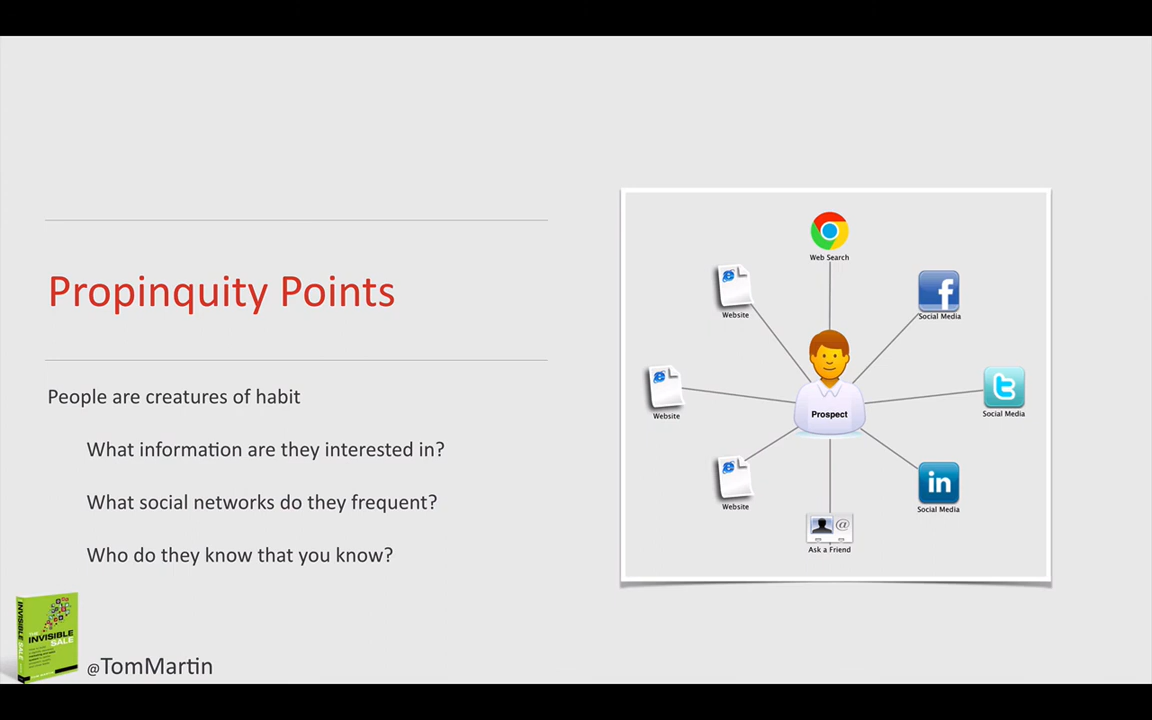 Propinquity Points
People are creatures of habit
What information are they interested in?
What social networks do they frequent?
Who do they know that you know?
INVISIBLE
SALE
@TomMartin
Web Search
Website
Social Media
Website
Social Media
Prospect
Website
Social Media
Ask a Friend